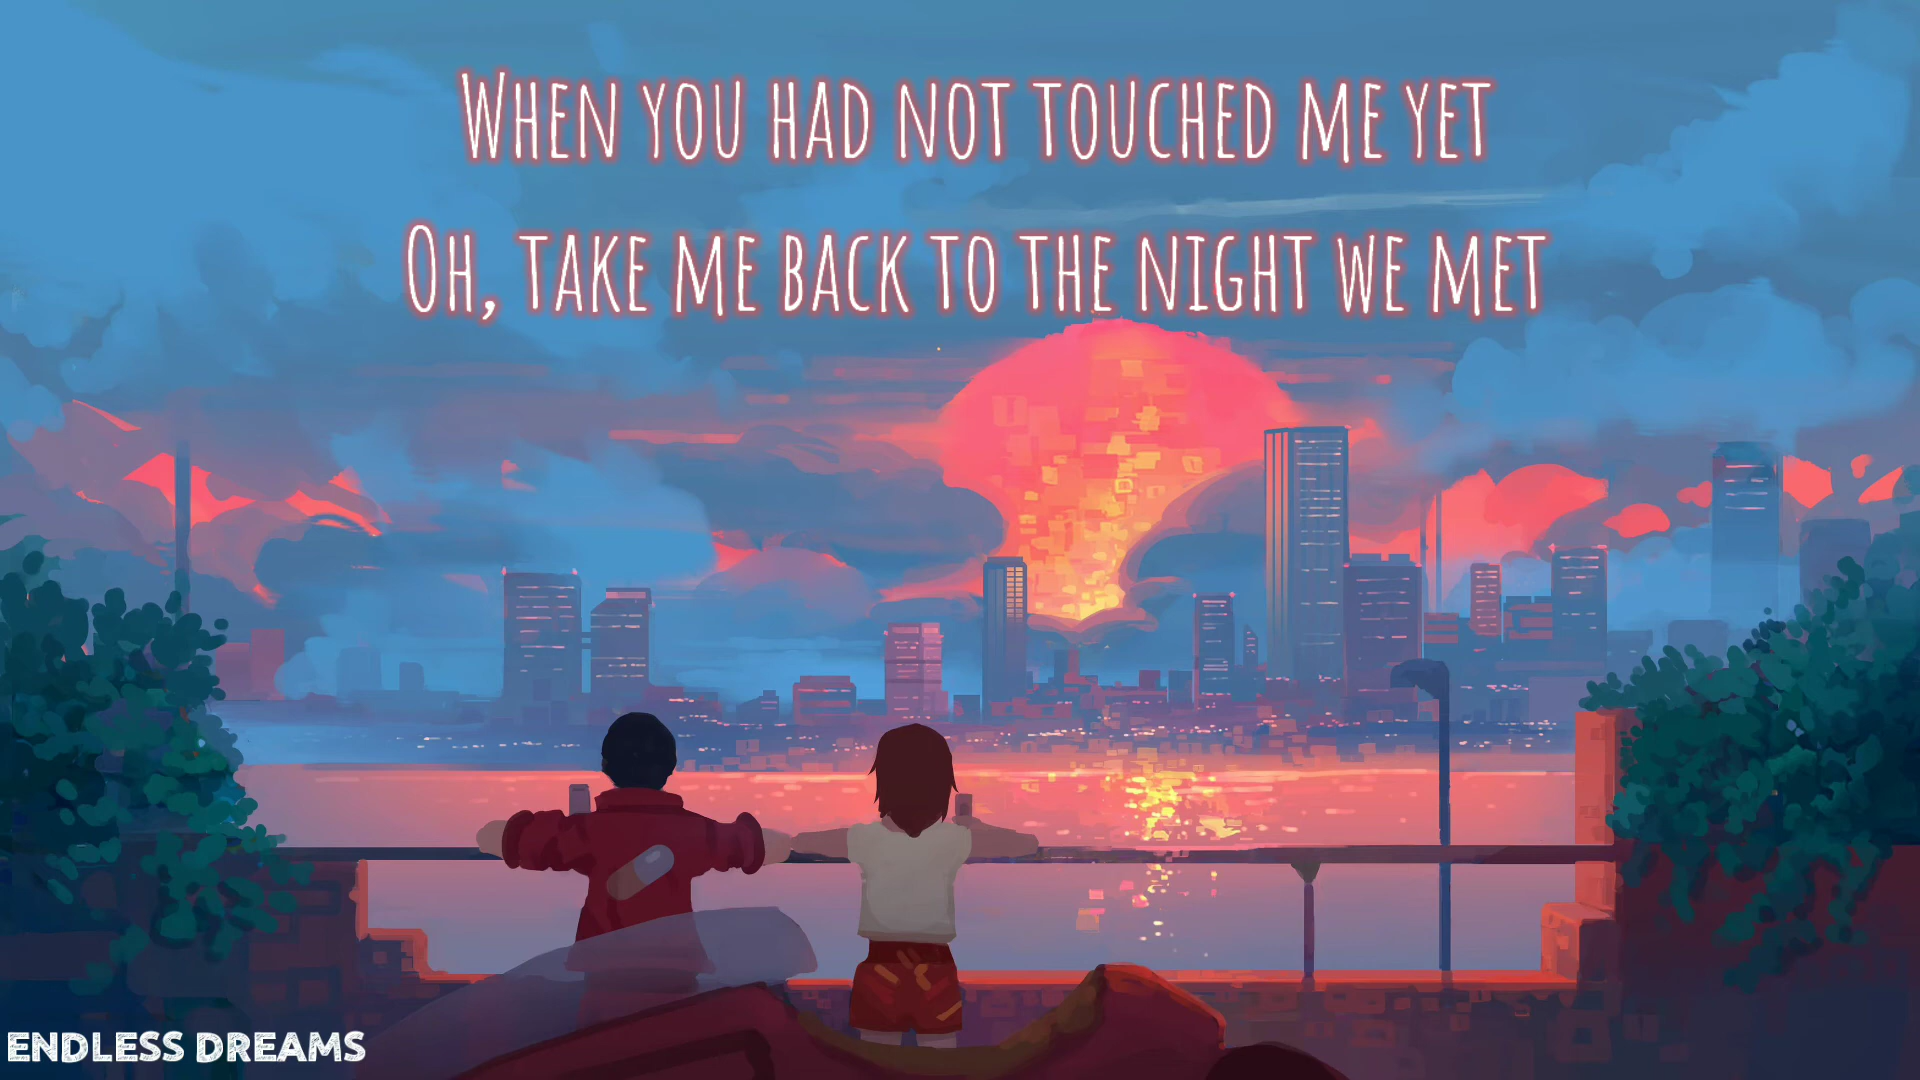 When you had not touched me yet
Oh, take me back to the night we met
ENDLESS DREAMS